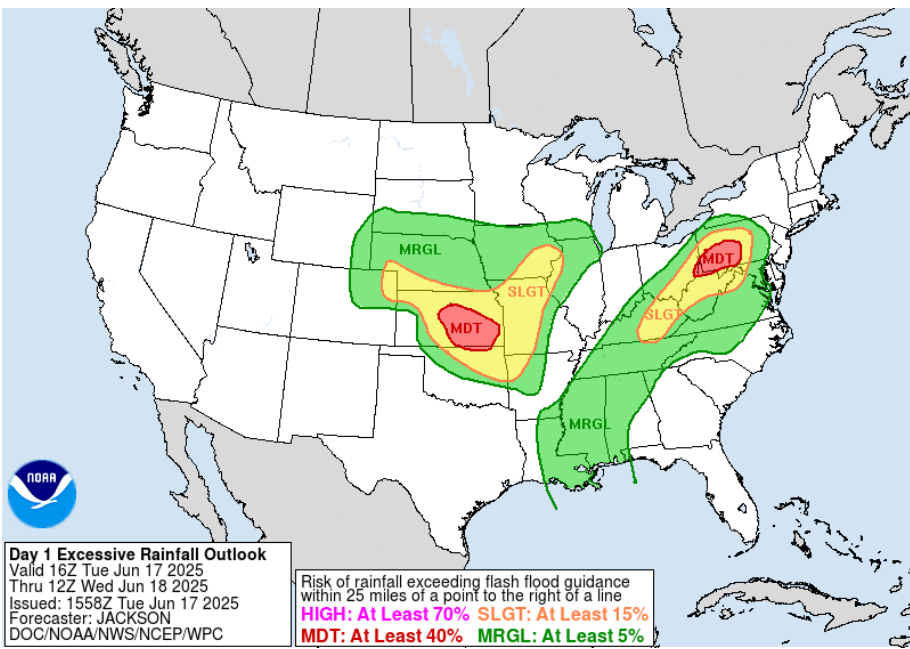 MRGL
SLGT
MDT
MDT
SLGT
MRGL
NOAA
Day 1 Excessive Rainfall Outlook
Valid 16Z Tue Jun 17 2025
Thru 12Z Wed Jun 18 2025
Issued: 1558Z Tue Jun 17 2025
Forecaster: JACKSON
DOC/NOAA/NWS/NCEP/WPC
Risk of rainfall exceeding flash flood guidance
within 25 miles of a point to the right of a line
HIGH: At Least 70% SLGT: At Least 15%
MDT: At Least 40% MRGL: At Least 5%